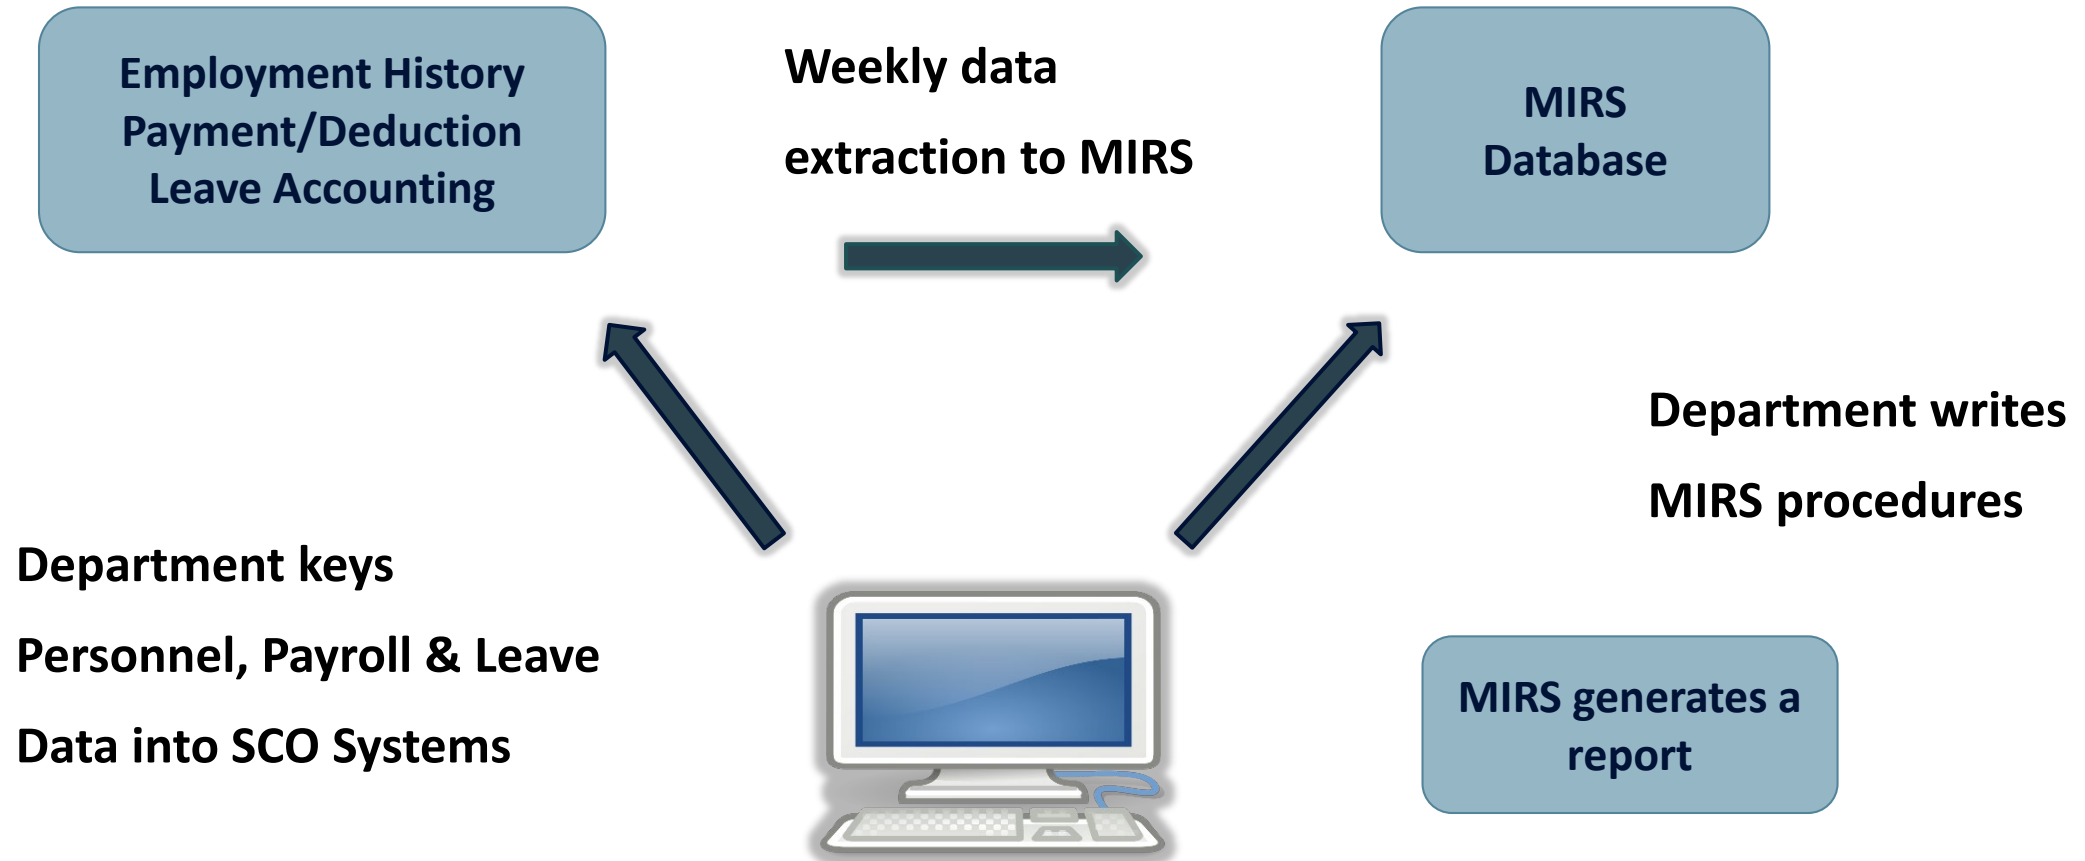 Employment History
Payment/Deduction
Leave Accounting
Weekly data
extraction to MIRS
MIRS
Database
Department writes
MIRS procedures
Department keys
Personnel, Payroll & Leave
Data into SCO Systems
MIRS generates a
report